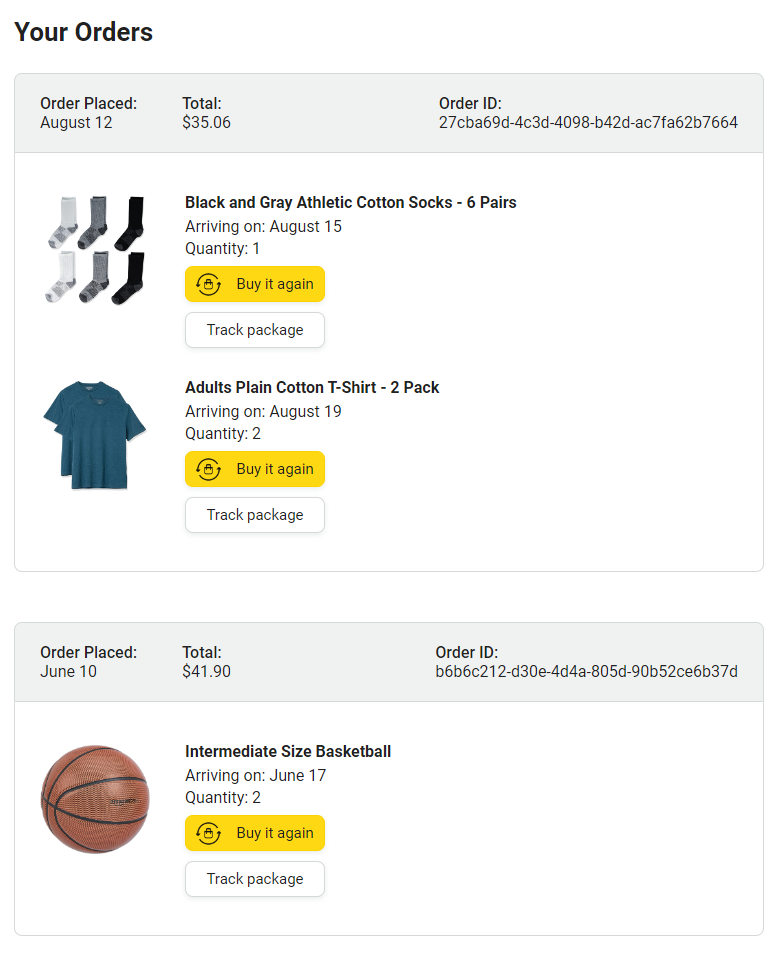 Your Orders
Order Placed: Total: Order ID:
August 12 $35.06 27cba69d-4c3d-4098-b42d-ac7fa62b7664
Black and Gray Athletic Cotton Socks - 6 Pairs
Arriving on: August 15
Quantity: 1
Buy it again
Track package
Adults Plain Cotton T-Shirt - 2 Pack
Arriving on: August 19
Quantity: 2
Buy it again
Track package
Order Placed: Total: Order ID:
June 10 $41.90 b6b6c212-d30e-4d4a-805d-90b52ce6b37d
Intermediate Size Basketball
Arriving on: June 17
Quantity: 2
Buy it again
Track package